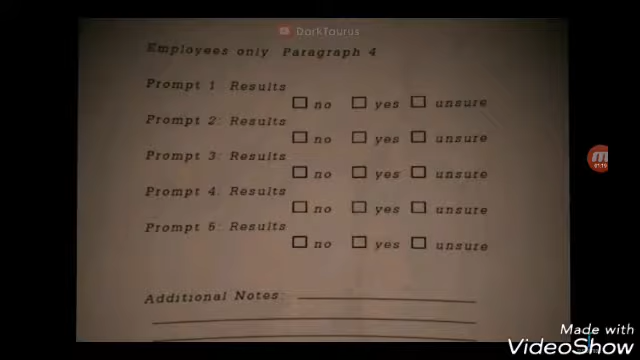 DarkTaurus
Employees only Paragraph 4
Prompt 1 Results
no yes unsure
Prompt 2: Results
no yes unsure
Prompt 3: Results
no yes unsure
Prompt 4. Results
no yes unsure
Prompt 5: Results
no yes unsure
41:19
Additional Notes:
Made with
VideoShow